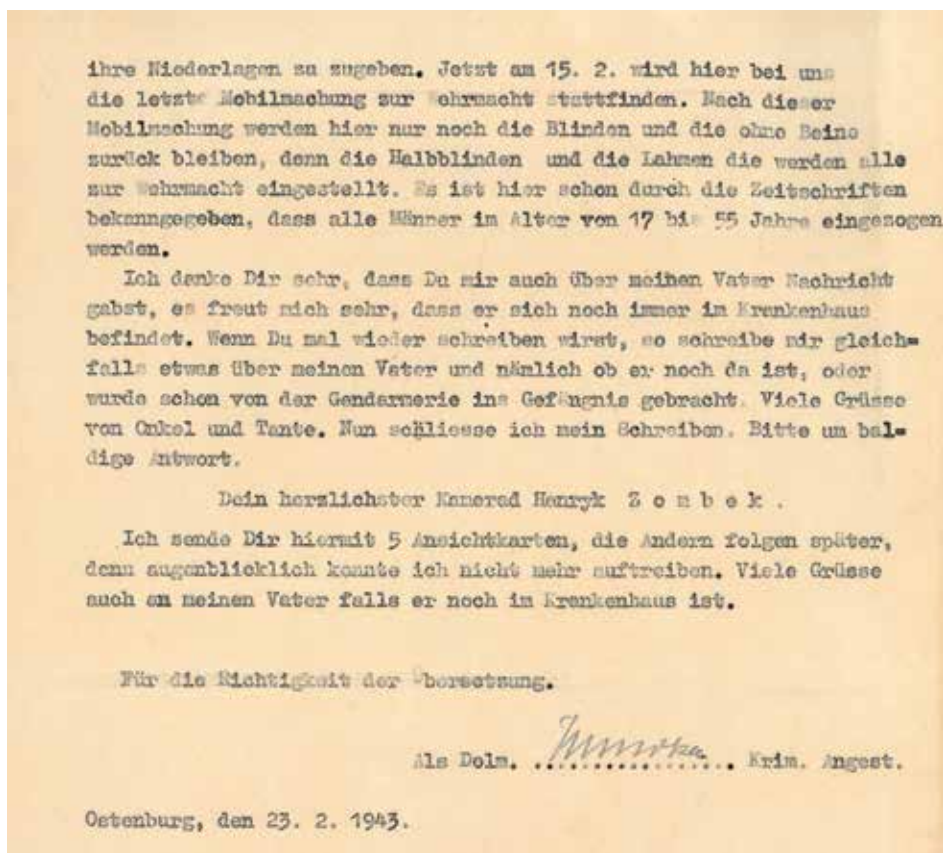 ihre Niederlagen zu zugeben. Jetzt am 15. 2. wird hier bei uns
die letzte Mobilmachung zur Wehrmacht stattfinden. Nach dieser
Mobilmachung werden hier nur noch die Blinden und die ohne Beine
zurück bleiben, denn die Halbblinden und die Lahmen die werden alle
zur Wehrmacht eingestellt. Es ist hier schon durch die Zeitschriften
bekanngegeben, dass alle Männer im Alter von 17 bis 55 Jahre eingezogen
werden.
Ich danke Dir sehr, dass Du mir auch über meinen Vater Nachricht
gabst, es freut mich sehr, dass er sich noch immer im Krankenhaus
befindet. Wenn Du mal wieder schreiben wirst, so schreibe mir gleich=
falls etwas über meinen Vater und nämlich ob er noch da ist, oder
wurde schon von der Gendarmerie ins Gefängnis gebracht. Viele Grüsse
von Onkel und Tante. Nun schliesse ich mein Schreiben. Bitte um bal=
dige Antwort.
Dein herzlichster Kamerad Henryk Z o m b e k .
Ich sende Dir hiermit 5 Ansichtkarten, die Andern folgen später,
denn augenblicklich konnte ich nicht mehr auftreiben. Viele Grüsse
auch an meinen Vater falls er noch im Krankenhaus ist.
Für die Richtigkeit der Übersetzung.
Als Dolm. .................. Krim. Angest.
Ostenburg, den 23. 2. 1943.